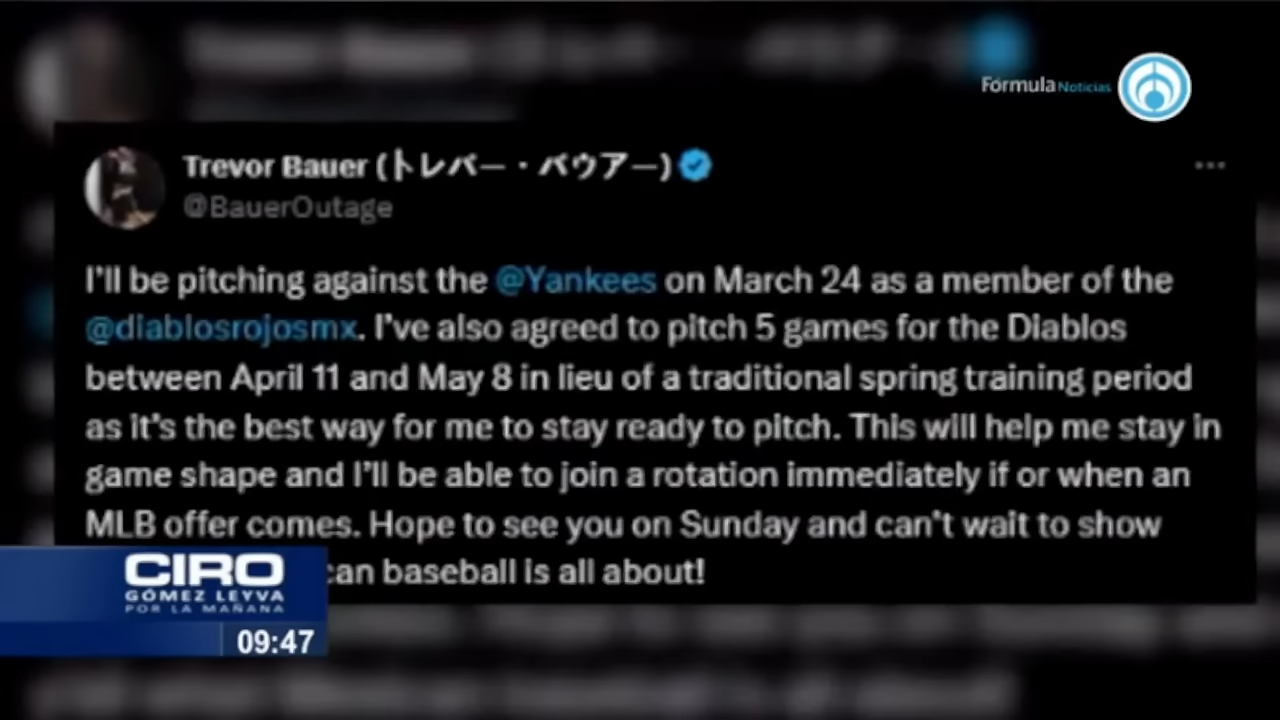 Fórmula Noticias
Trevor Bauer (トレバー・バウアー)
@BauerOutage
I'll be pitching against the @Yankees on March 24 as a member of the
@diablosrojosmx. I've also agreed to pitch 5 games for the Diablos
between April 11 and May 8 in lieu of a traditional spring training period
as it's the best way for me to stay ready to pitch. This will help me stay in
game shape and I'll be able to join a rotation immediately if or when an
MLB offer comes. Hope to see you on Sunday and can't wait to show
can baseball is all about!
CIRO
GÓMEZ LEYVA
POR LA MAÑANA
09:47